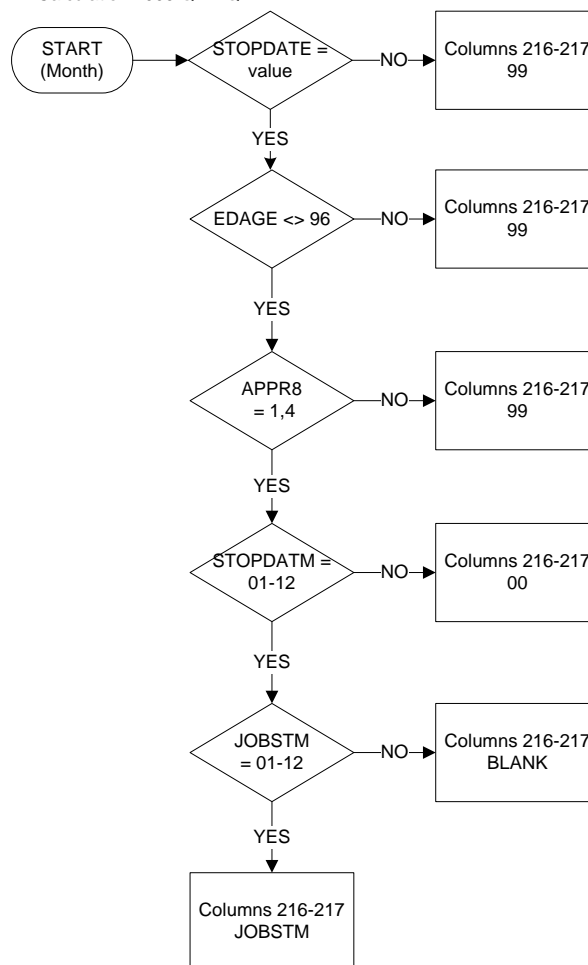 START
(Month)
STOPDATE =
value
NO
Columns 216-217
99
YES
EDAGE <> 96
NO
Columns 216-217
99
YES
APPR8
= 1,4
NO
Columns 216-217
99
YES
STOPDATM =
01-12
NO
Columns 216-217
00
YES
JOBSTM
= 01-12
NO
Columns 216-217
BLANK
YES
Columns 216-217
JOBSTM